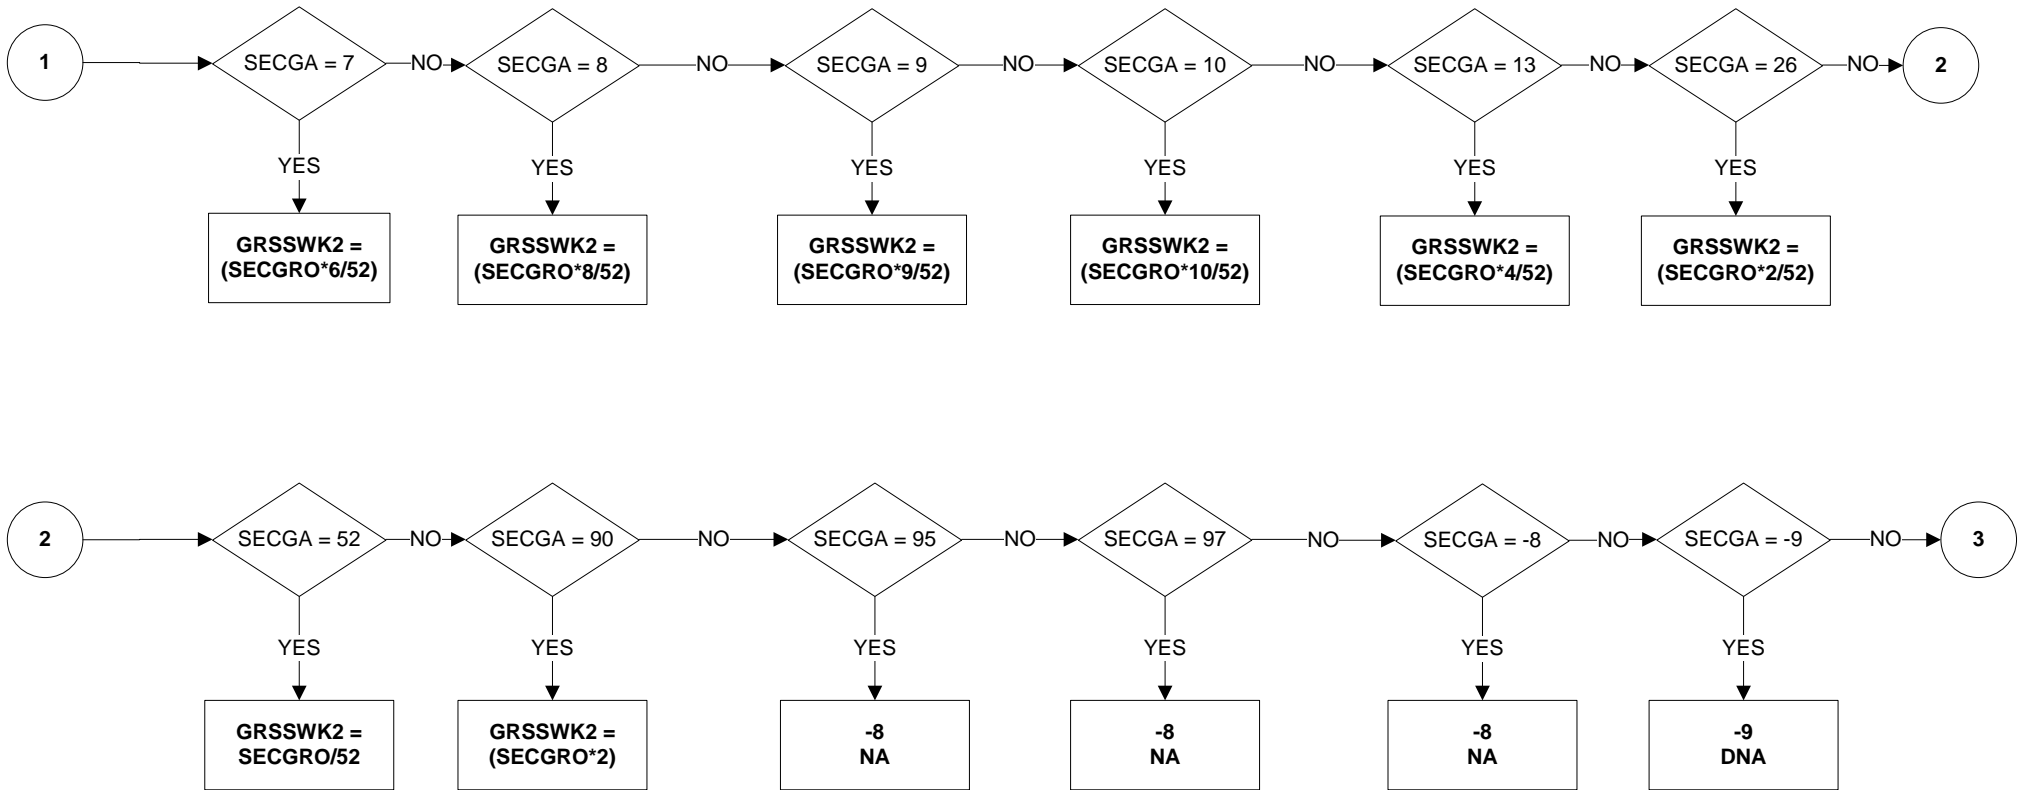 1
SECGA = 7
NO
SECGA = 8
NO
SECGA = 9
NO
SECGA = 10
NO
SECGA = 13
NO
SECGA = 26
NO
2
YES
YES
YES
YES
YES
YES
GRSSWK2 =
(SECGRO*6/52)
GRSSWK2 =
(SECGRO*8/52)
GRSSWK2 =
(SECGRO*9/52)
GRSSWK2 =
(SECGRO*10/52)
GRSSWK2 =
(SECGRO*4/52)
GRSSWK2 =
(SECGRO*2/52)
2
SECGA = 52
NO
SECGA = 90
NO
SECGA = 95
NO
SECGA = 97
NO
SECGA = -8
NO
SECGA = -9
NO
3
YES
YES
YES
YES
YES
YES
GRSSWK2 =
SECGRO/52
GRSSWK2 =
(SECGRO*2)
-8
NA
-8
NA
-8
NA
-9
DNA